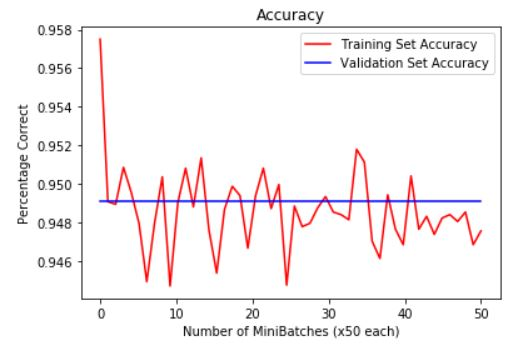 Accuracy
Training Set Accuracy
Validation Set Accuracy
Percentage Correct
0.958
0.956
0.954
0.952
0.950
0.948
0.946
0 10 20 30 40 50
Number of MiniBatches (x50 each)